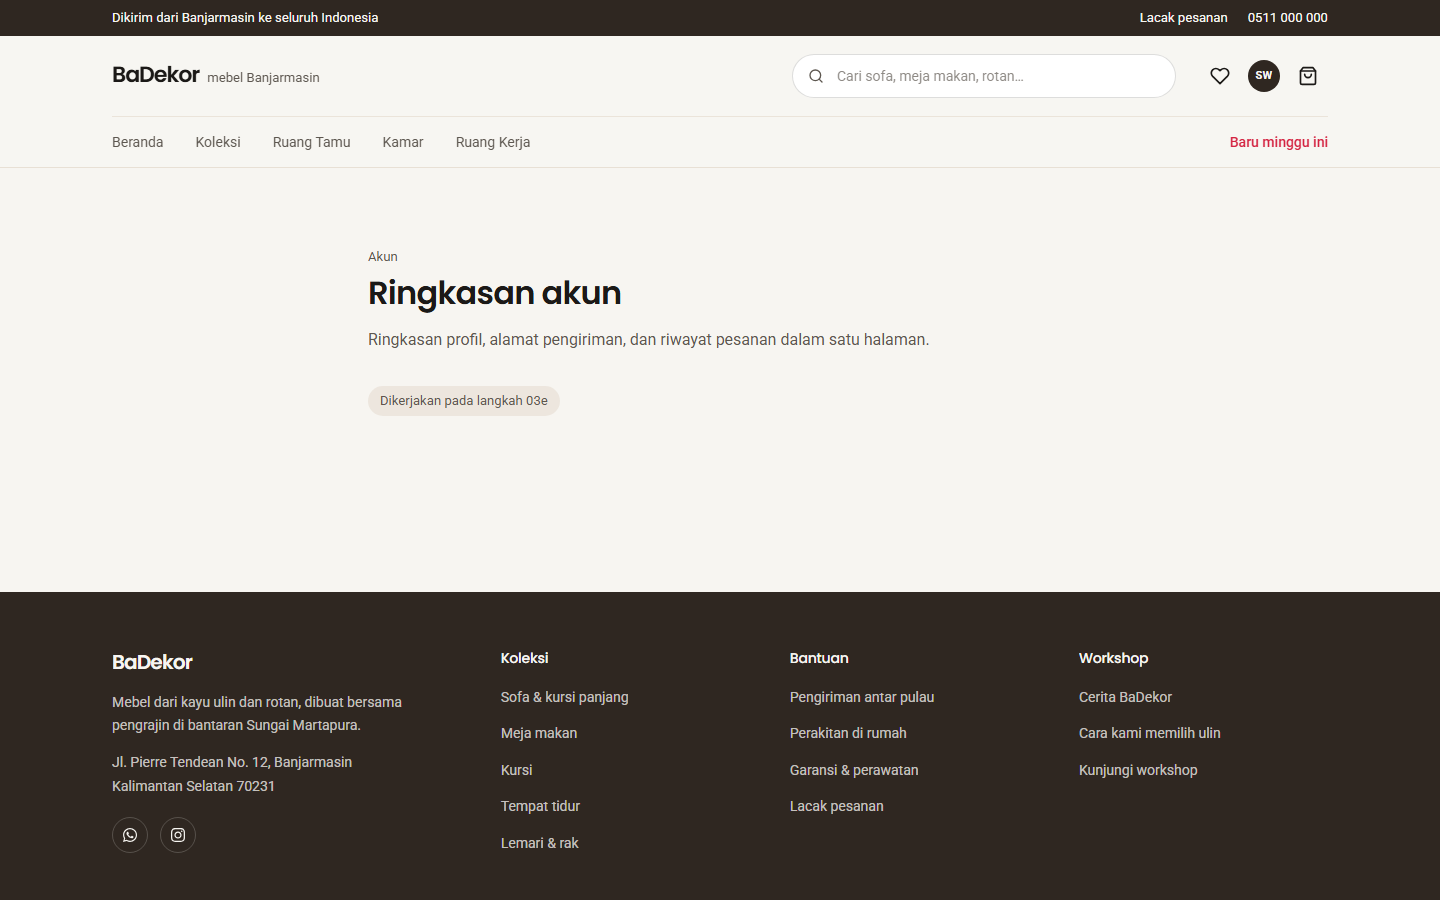 Dikirim dari Banjarmasin ke seluruh Indonesia
Lacak pesanan
0511 000 000
BaDekor mebel Banjarmasin
Cari sofa, meja makan, rotan...
SW
Beranda
Koleksi
Ruang Tamu
Kamar
Ruang Kerja
Baru minggu ini
Akun
Ringkasan akun
Ringkasan profil, alamat pengiriman, dan riwayat pesanan dalam satu halaman.
Dikerjakan pada langkah 03e
BaDekor
Mebel dari kayu ulin dan rotan, dibuat bersama
pengrajin di bantaran Sungai Martapura.
Jl. Pierre Tendean No. 12, Banjarmasin
Kalimantan Selatan 70231
Koleksi
Sofa & kursi panjang
Meja makan
Kursi
Tempat tidur
Lemari & rak
Bantuan
Pengiriman antar pulau
Perakitan di rumah
Garansi & perawatan
Lacak pesanan
Workshop
Cerita BaDekor
Cara kami memilih ulin
Kunjungi workshop